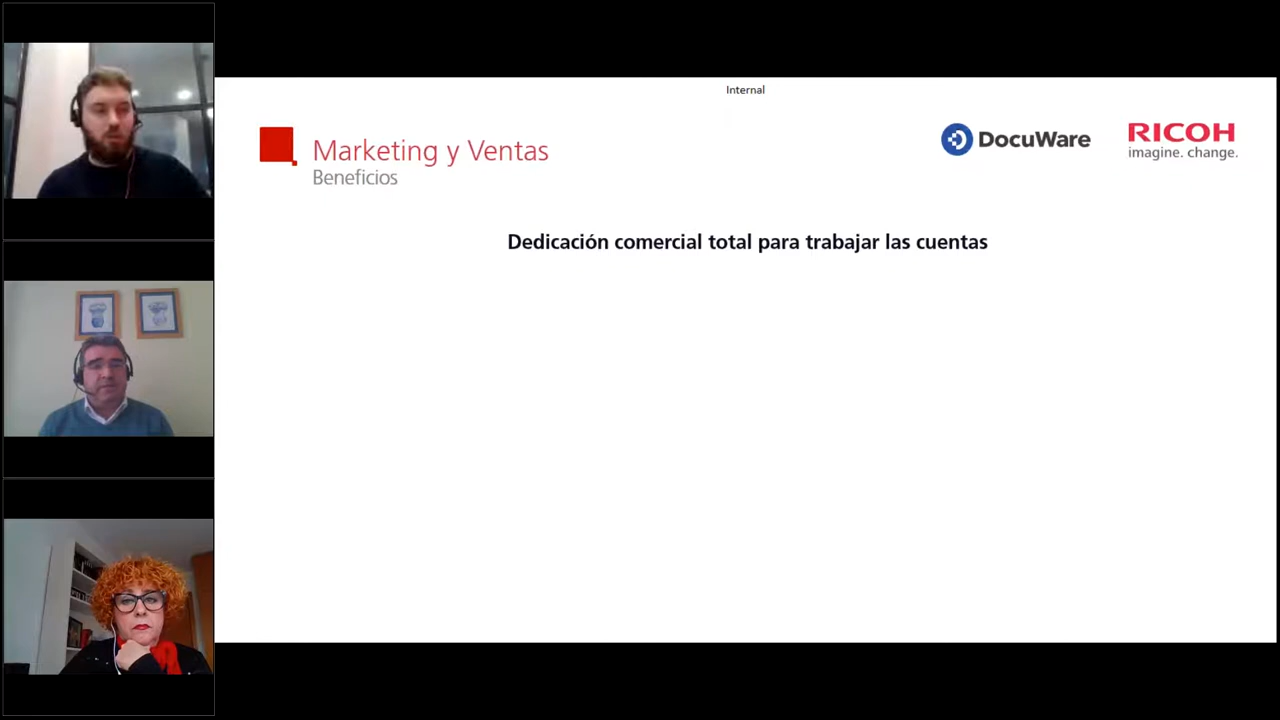 Internal
Marketing y Ventas
Beneficios
DocuWare
RICOH
imagine. change.
Dedicación comercial total para trabajar las cuentas